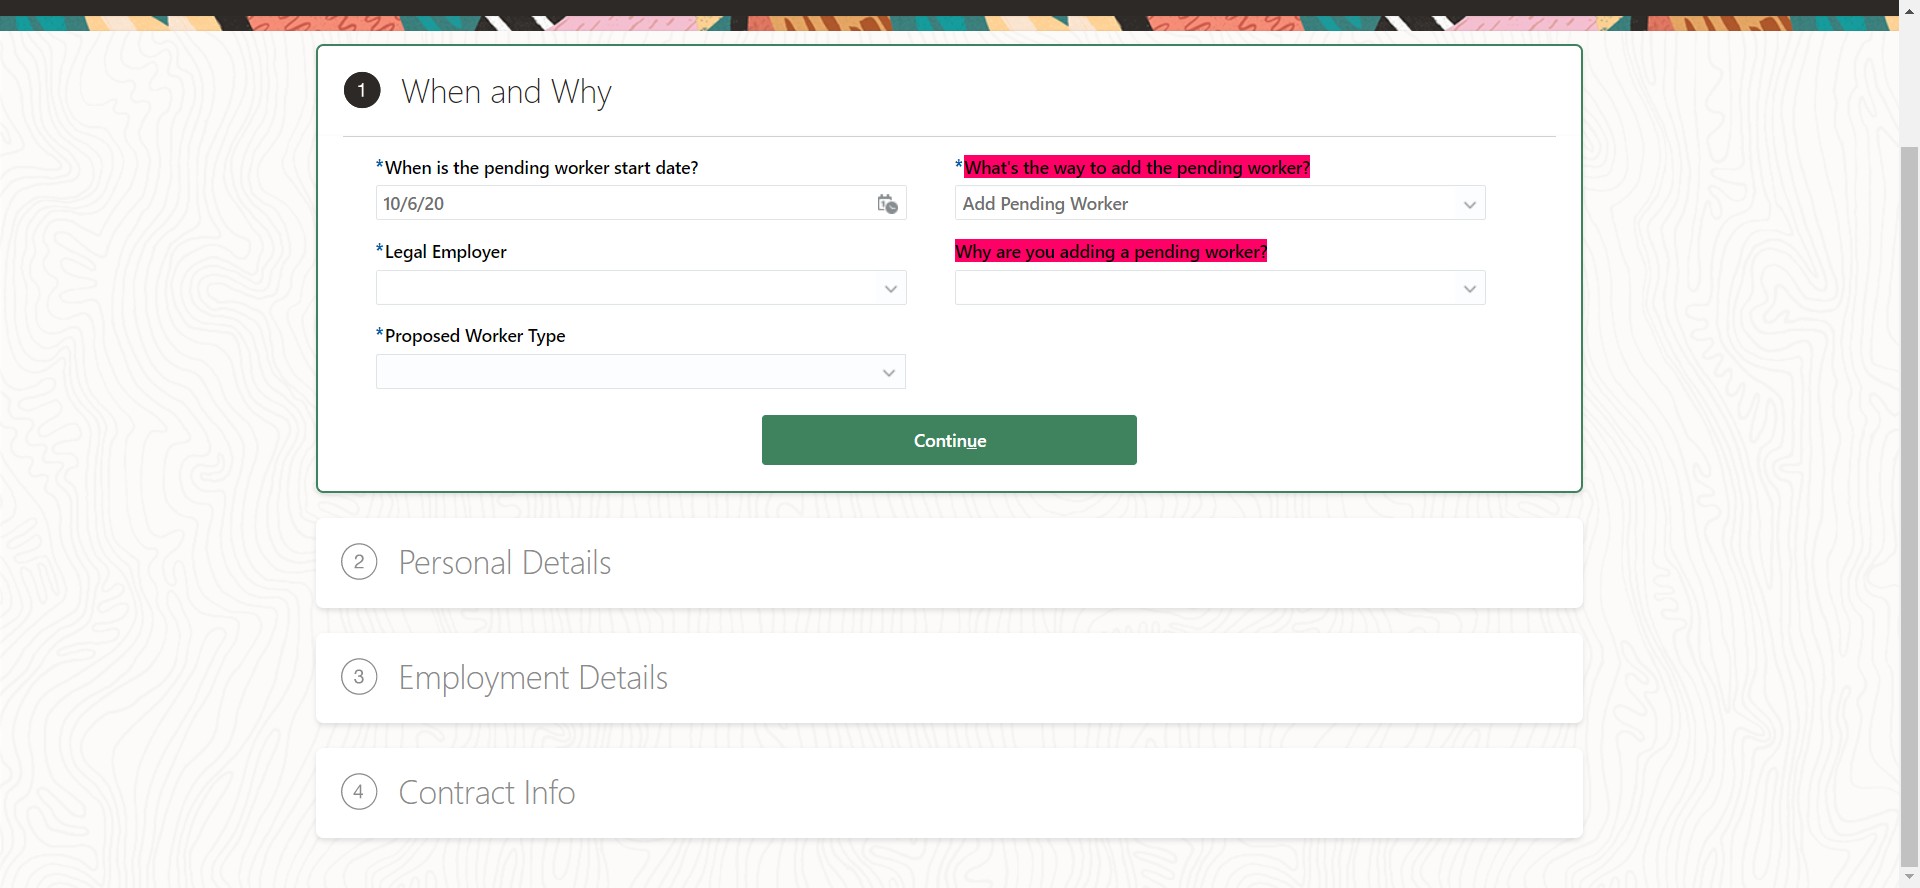 1 When and Why
*When is the pending worker start date?
10/6/20
*What's the way to add the pending worker?
Add Pending Worker
*Legal Employer
Why are you adding a pending worker?
*Proposed Worker Type
Continue
2 Personal Details
3 Employment Details
4 Contract Info